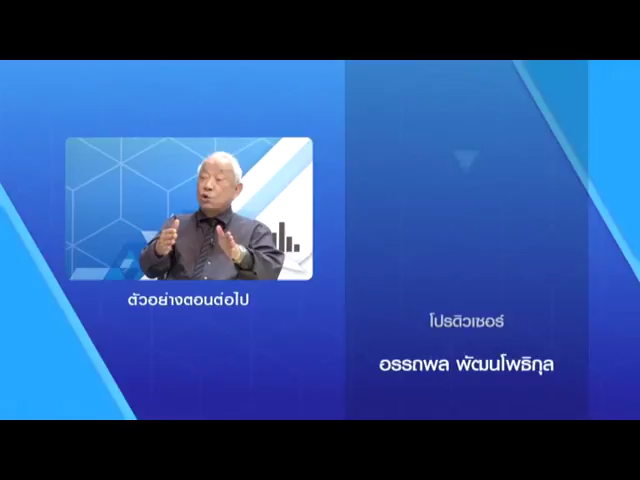 ตัวอย่างตอนต่อไป
โปรดิวเซอร์
อรรถพล พัฒนโพธิกุล